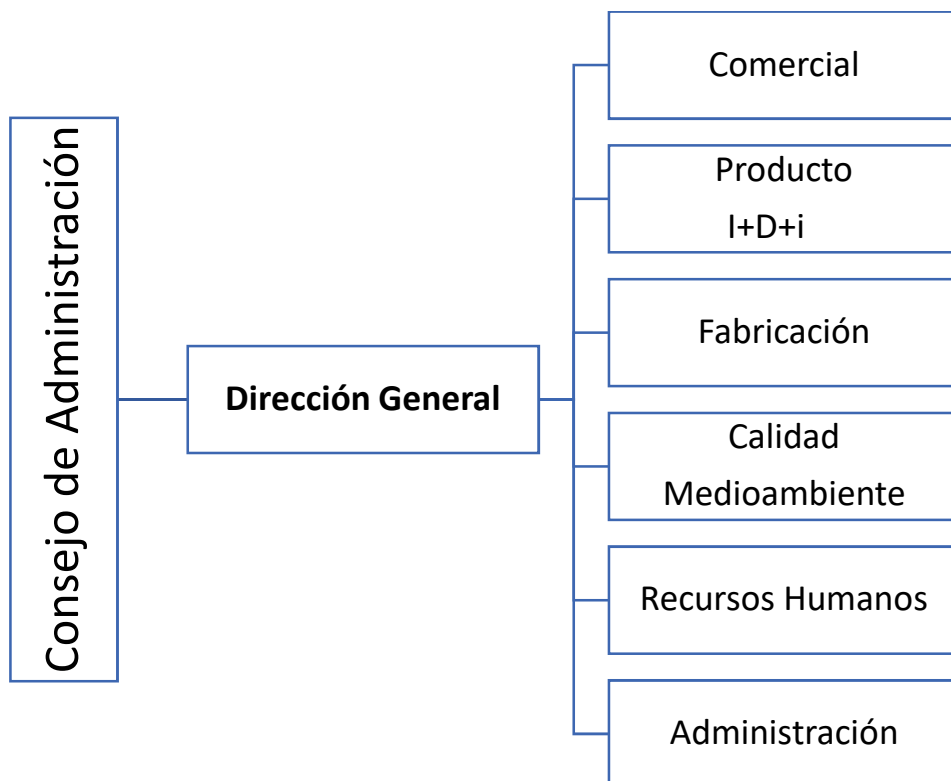 Consejo de Administración
Dirección General
Comercial
Producto
I+D+i
Fabricación
Calidad
Medioambiente
Recursos Humanos
Administración